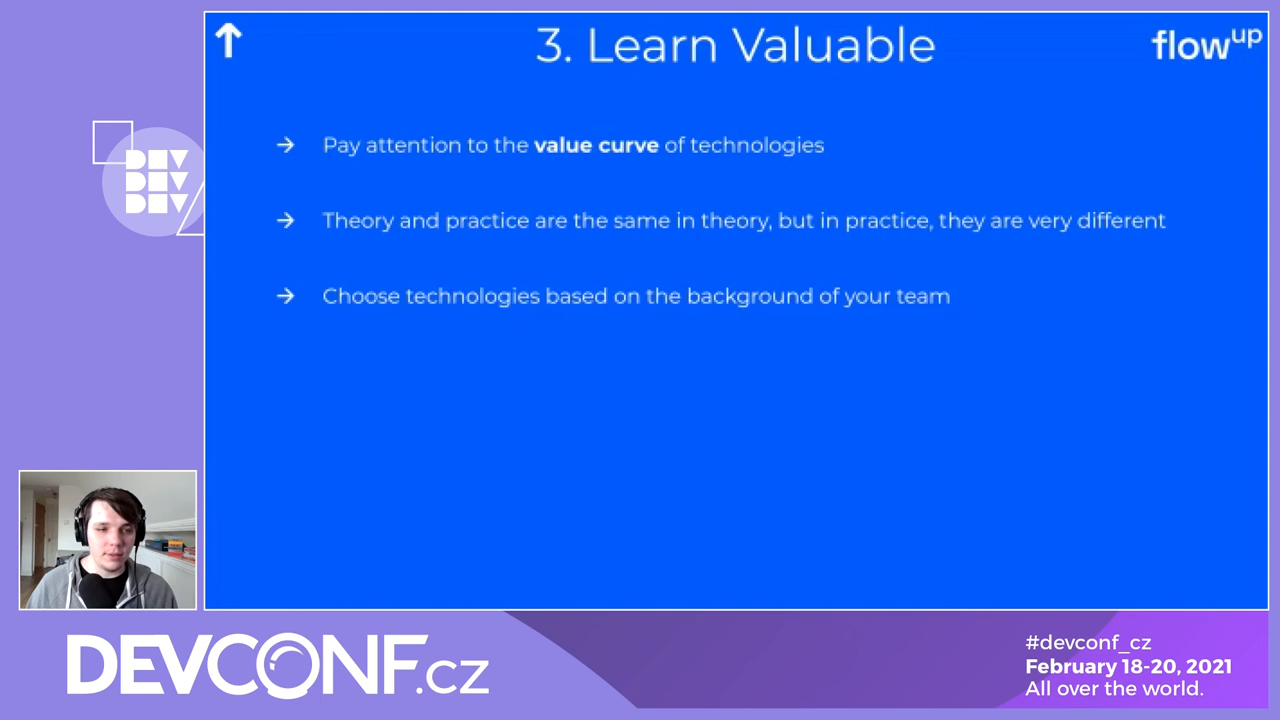 3. Learn Valuable
flowup
→ Pay attention to the value curve of technologies
→ Theory and practice are the same in theory, but in practice, they are very different
→ Choose technologies based on the background of your team
DEV
DEV
DEV
DEVCONF.cz
#devconf_cz
February 18-20, 2021
All over the world.